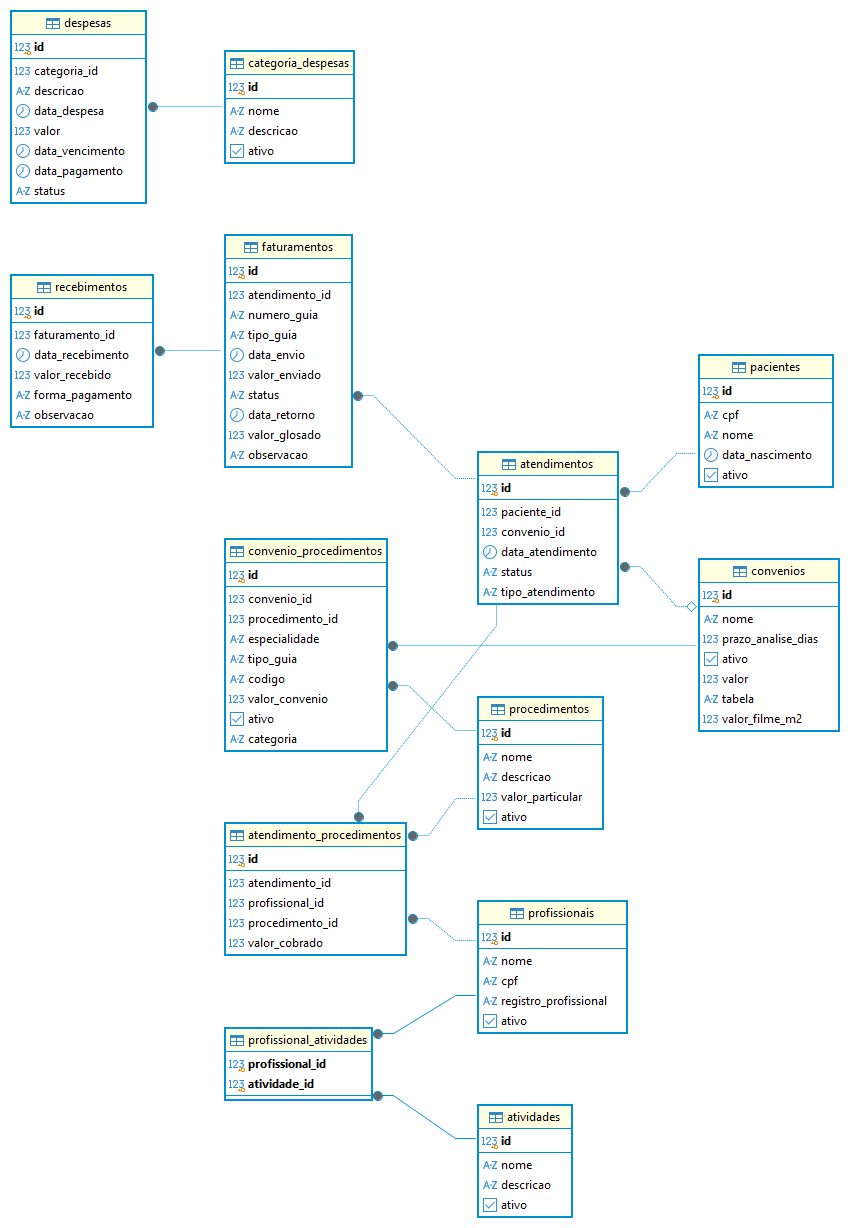 despesas
123 id
123 categoria_id
A-Z descricao
data_despesa
123 valor
data_vencimento
data_pagamento
A-Z status
categoria_despesas
123 id
A-Z nome
A-Z descricao
ativo
faturamentos
123 id
123 atendimento_id
A-Z numero_guia
A-Z tipo_guia
data_envio
123 valor_enviado
A-Z status
data_retorno
123 valor_glosado
A-Z observacao
recebimentos
123 id
123 faturamento_id
data_recebimento
123 valor_recebido
A-Z forma_pagamento
A-Z observacao
pacientes
123 id
A-Z cpf
A-Z nome
data_nascimento
ativo
atendimentos
123 id
123 paciente_id
123 convenio_id
data_atendimento
A-Z status
A-Z tipo_atendimento
convenio_procedimentos
123 id
123 convenio_id
123 procedimento_id
A-Z especialidade
A-Z tipo_guia
A-Z codigo
123 valor_convenio
ativo
A-Z categoria
convenios
123 id
A-Z nome
123 prazo_analise_dias
ativo
123 valor
A-Z tabela
123 valor_filme_m2
procedimentos
123 id
A-Z nome
A-Z descricao
123 valor_particular
ativo
atendimento_procedimentos
123 id
123 atendimento_id
123 profissional_id
123 procedimento_id
123 valor_cobrado
profissionais
123 id
A-Z nome
A-Z cpf
A-Z registro_profissional
ativo
profissional_atividades
123 profissional_id
123 atividade_id
atividades
123 id
A-Z nome
A-Z descricao
ativo